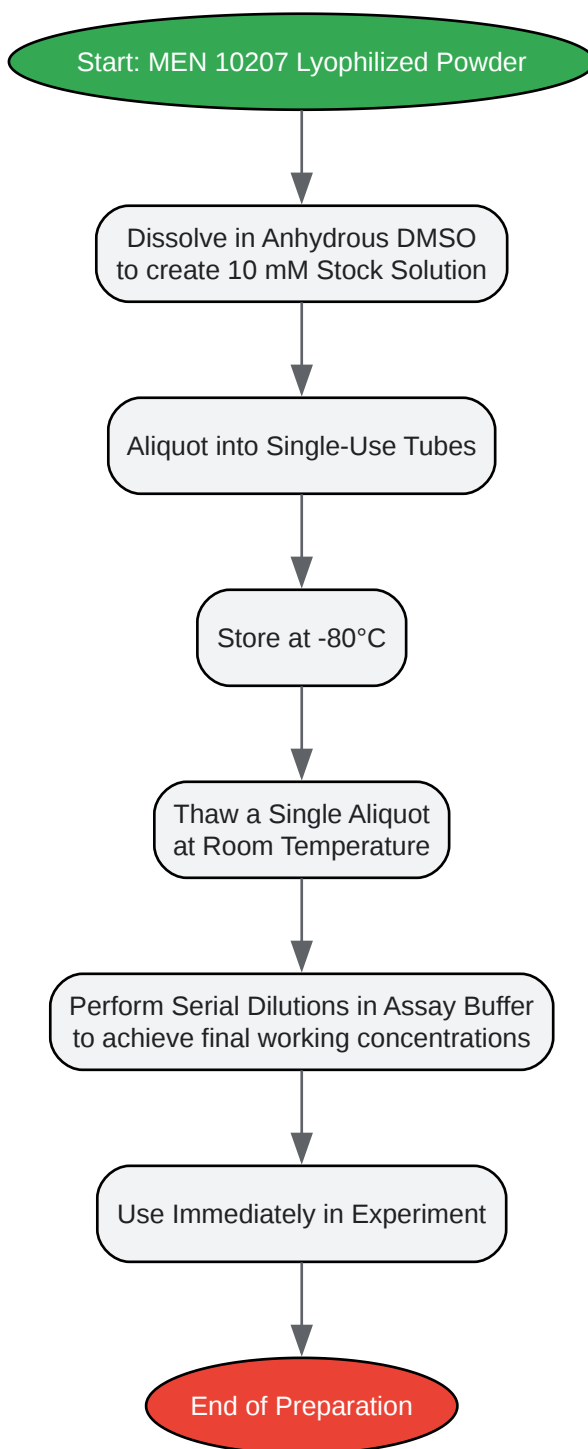 Start: MEN 10207 Lyophilized Powder
Dissolve in Anhydrous DMSO
to create 10 mM Stock Solution
Aliquot into Single-Use Tubes
Store at -80°C
Thaw a Single Aliquot
at Room Temperature
Perform Serial Dilutions in Assay Buffer
to achieve final working concentrations
Use Immediately in Experiment
End of Preparation